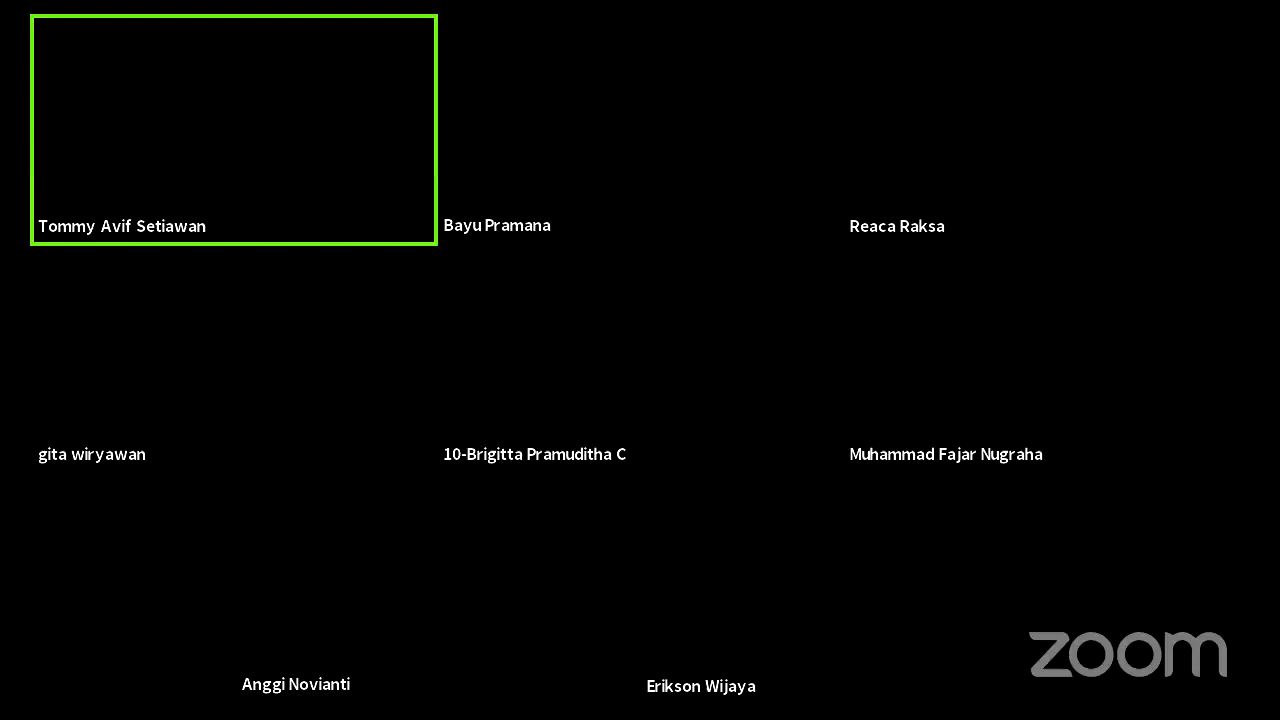 Tommy Avif Setiawan
Bayu Pramana
Reaca Raksa
gita wiryawan
10-Brigitta Pramuditha C
Muhammad Fajar Nugraha
Anggi Novianti
Erikson Wijaya
zoom